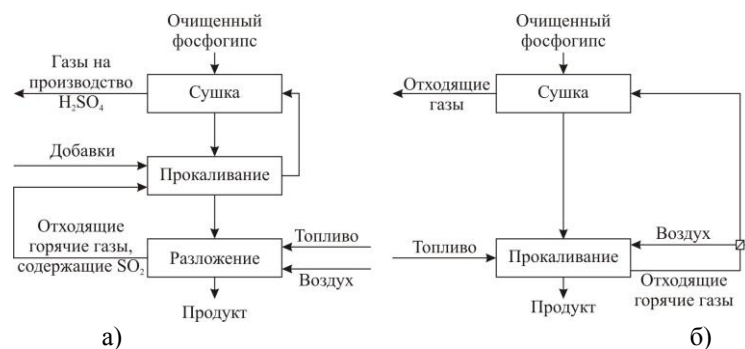 Очищенный
фосфогипс
Газы на
производство
H₂SO₄
Сушка
Добавки
Прокаливание
Отходящие
горячие газы,
содержащие SO₂
Разложение
Топливо
Воздух
Продукт
а)
Очищенный
фосфогипс
Отходящие
газы
Сушка
Топливо
Воздух
Прокаливание
Отходящие
горячие газы
Продукт
б)